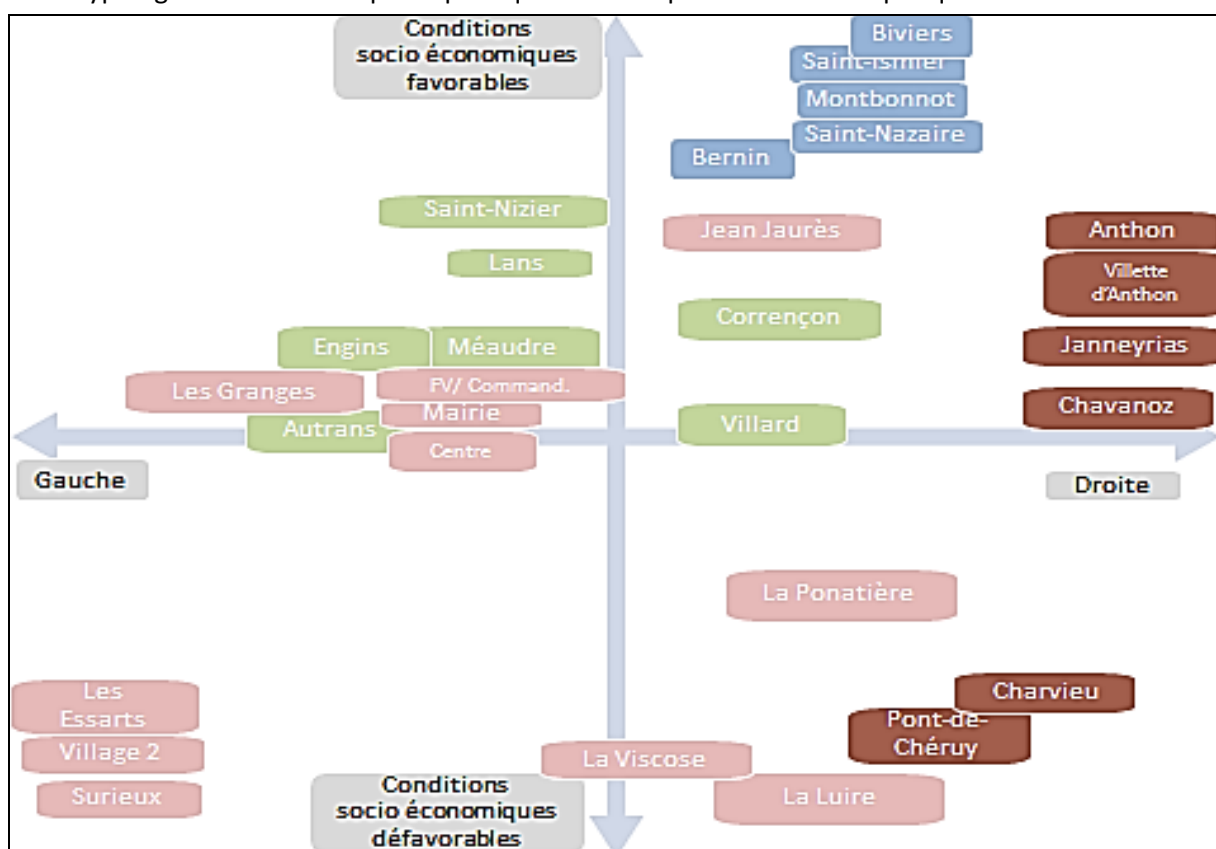 Conditions
socio économiques
favorables
Biviers
Saint-Ismier
Montbonnot
Saint-Nazaire
Bernin
Saint-Nizier
Jean Jaurès
Anthon
Lans
Villette
d'Anthon
Corrençon
Engins
Méaudre
Janneyrias
Les Granges
FV/ Command.
Mairie
Chavanoz
Autrans
Villard
Centre
Gauche
Droite
La Ponatière
Les
Essarts
Charvieu
Pont-de-
Chéruy
Village 2
La Viscose
Surieux
La Luire
Conditions
socio économiques
défavorables